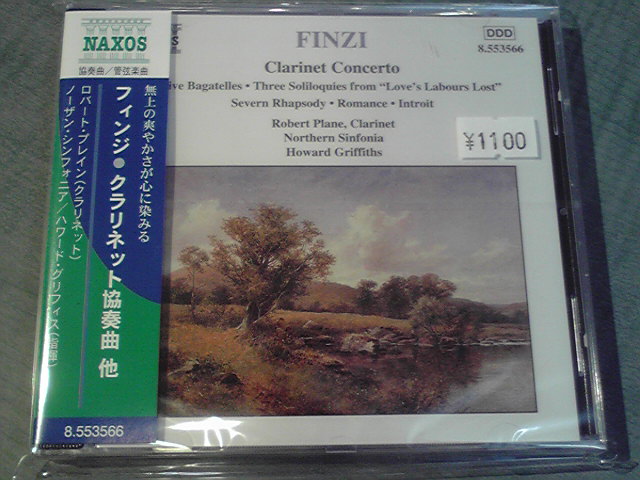 NAXOS
協奏曲/管弦楽曲
無上の爽やかさが心に染みる
フィンジ●クラリネット協奏曲 他
ロバート・プレイン(クラリネット)
ノーザン・シンフォニア/ハワード・グリフィス(指揮)
8.553566
FINZI
DDD
8.553566
Clarinet Concerto
ive Bagatelles • Three Soliloquies from "Love's Labours Lost"
Severn Rhapsody • Romance • Introit
Robert Plane, Clarinet
Northern Sinfonia
Howard Griffiths
¥1100